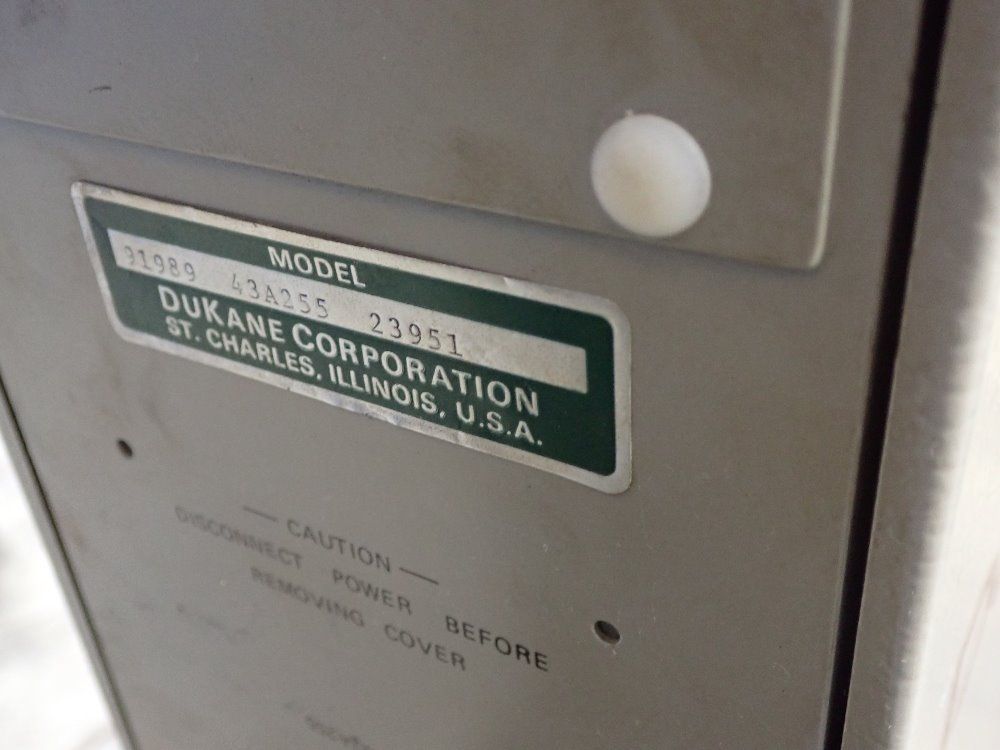 MODEL
91989 43A255 23951
DUKANE CORPORATION
ST. CHARLES, ILLINOIS, U.S.A.
— CAUTION —
DISCONNECT POWER BEFORE
REMOVING COVER